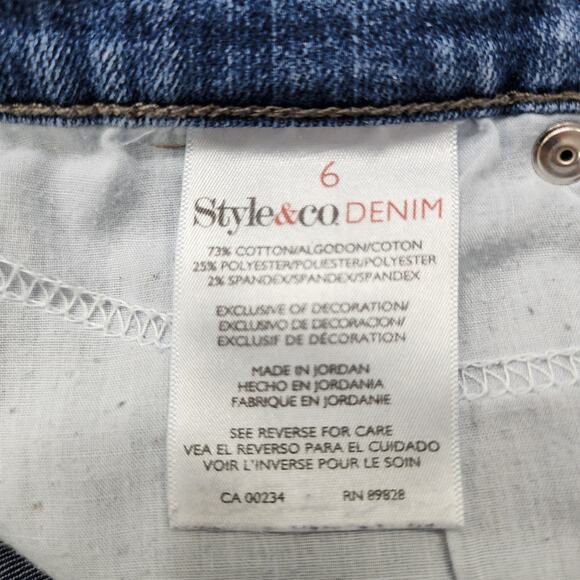 6
Style&co. DENIM
73% COTTON/ALGODON/COTON
25% POLYESTER/POLIESTER/POLYESTER
2% SPANDEX/SPANDEX/SPANDEX
EXCLUSIVE OF DECORATION/
EXCLUSIVO DE DECORACION/
EXCLUSIF DE DÉCORATION
MADE IN JORDAN
HECHO EN JORDANIA
FABRIQUE EN JORDANIE
SEE REVERSE FOR CARE
VEA EL REVERSO PARA EL CUIDADO
VOIR L'INVERSE POUR LE SOIN
CA 00234 RN 89828